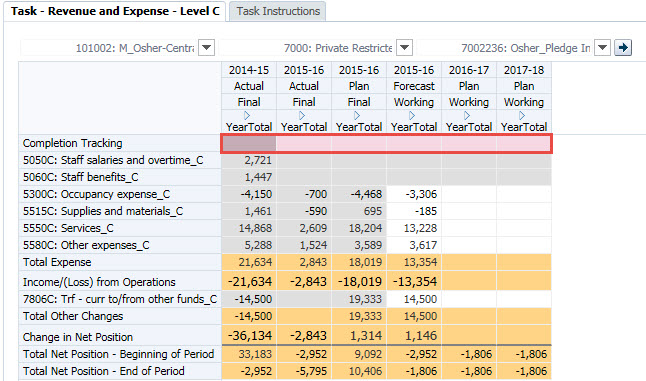 Task - Revenue and Expense - Level C Task Instructions
101002: M_Osher-Centra 7000: Private Restricte 7002236: Osher_Pledge In
2014-15 2015-16 2015-16 2015-16 2016-17 2017-18
Actual Actual Plan Forecast Plan Plan
Final Final Final Working Working Working
YearTotal YearTotal YearTotal YearTotal YearTotal YearTotal
Completion Tracking
5050C: Staff salaries and overtime_C 2,721
5060C: Staff benefits_C 1,447
5300C: Occupancy expense_C -4,150 -700 -4,468 -3,306
5515C: Supplies and materials_C 1,461 -590 695 -185
5550C: Services_C 14,868 2,609 18,204 13,228
5580C: Other expenses_C 5,288 1,524 3,589 3,617
Total Expense 21,634 2,843 18,019 13,354
Income/(Loss) from Operations -21,634 -2,843 -18,019 -13,354
7806C: Trf - curr to/from other funds_C -14,500 19,333 14,500
Total Other Changes -14,500 19,333 14,500
Change in Net Position -36,134 -2,843 1,314 1,146
Total Net Position - Beginning of Period 33,183 -2,952 9,092 -2,952 -1,806 -1,806
Total Net Position - End of Period -2,952 -5,795 10,406 -1,806 -1,806 -1,806